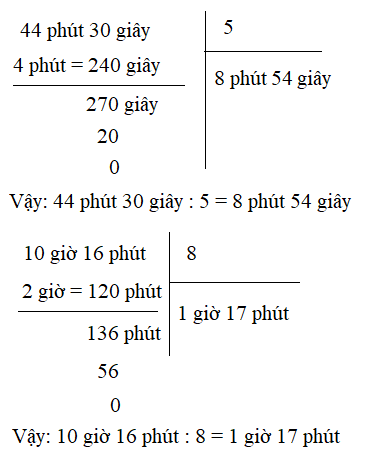 44 phút 30 giây 5
4 phút = 240 giây 8 phút 54 giây
270 giây
20
0
Vậy: 44 phút 30 giây : 5 = 8 phút 54 giây
10 giờ 16 phút 8
2 giờ = 120 phút 1 giờ 17 phút
136 phút
56
0
Vậy: 10 giờ 16 phút : 8 = 1 giờ 17 phút